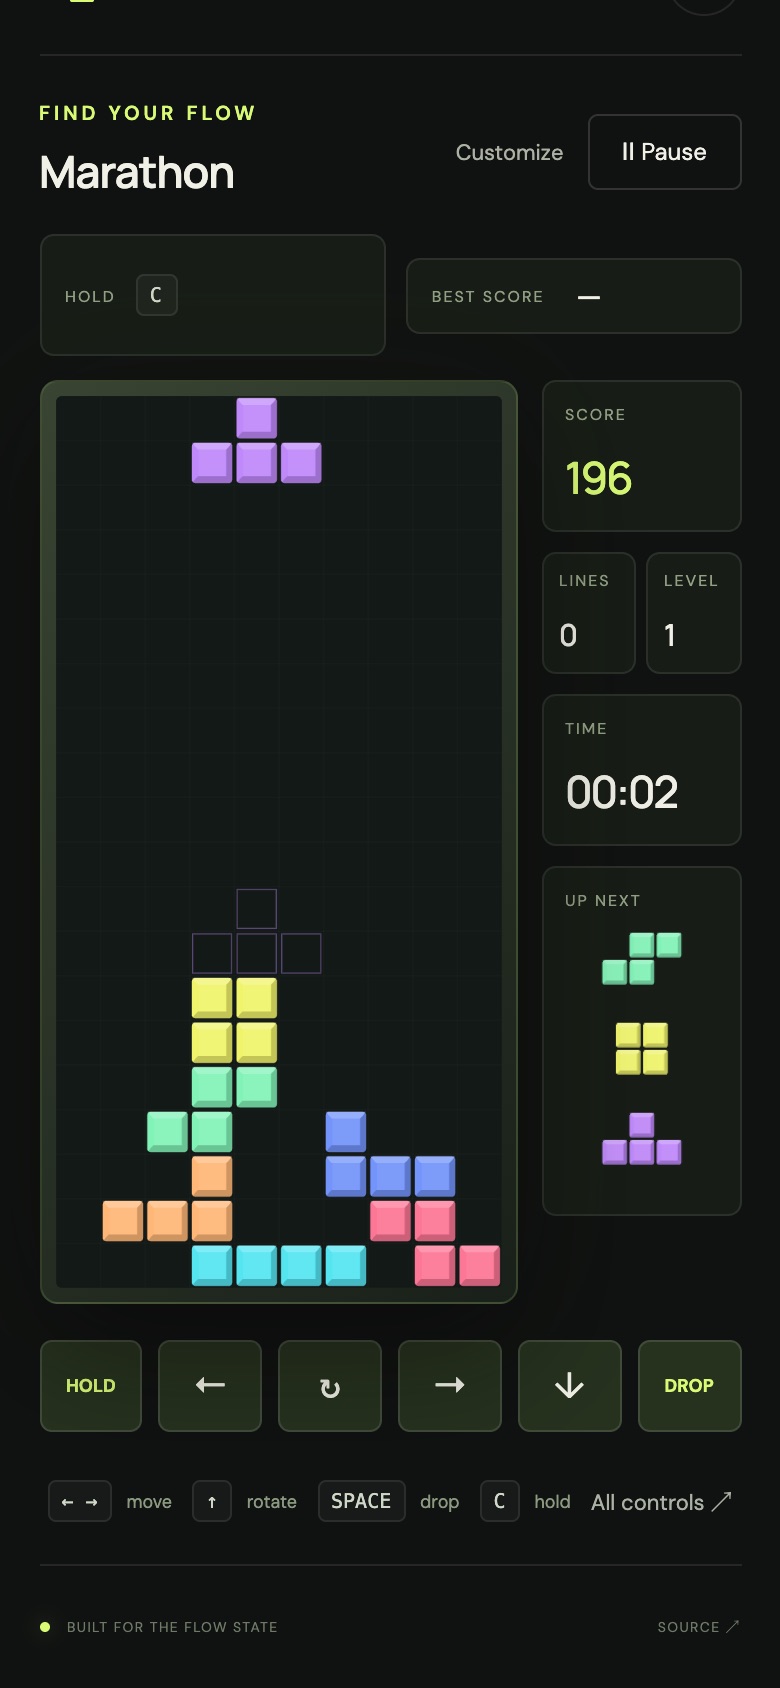 FIND YOUR FLOW
Marathon
Customize
II Pause
HOLD C
BEST SCORE —
SCORE
196
LINES
0
LEVEL
1
TIME
00:02
UP NEXT
HOLD ← ↻ → ↓ DROP
← → move ↑ rotate SPACE drop C hold All controls ↗
BUILT FOR THE FLOW STATE
SOURCE ↗